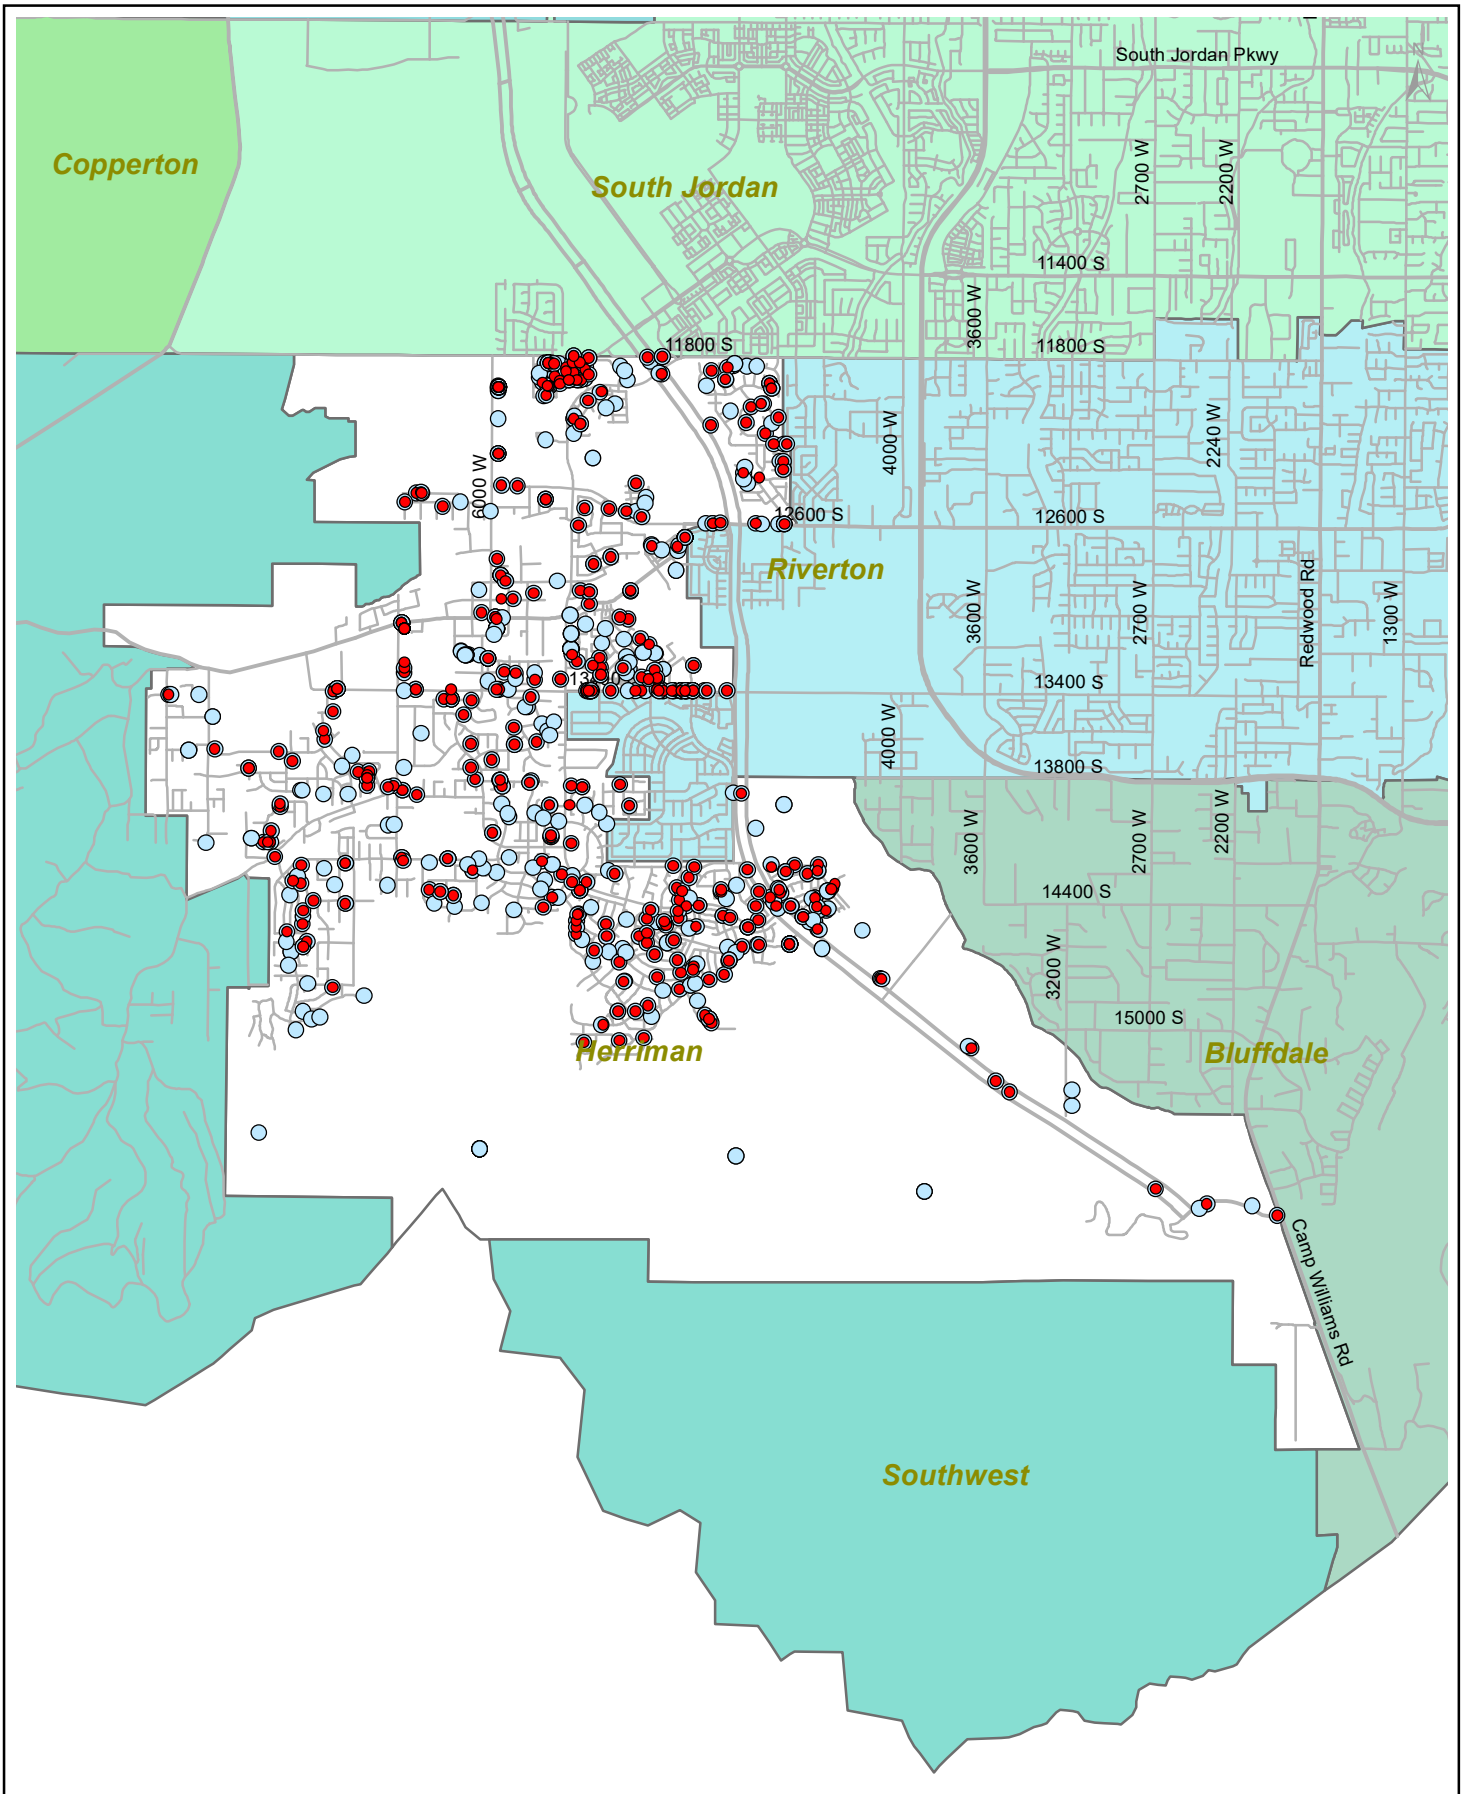 South Jordan Pkwy
Copperton
South Jordan
2700 W
2200 W
11400 S
3600 W
11800 S
11800 S
4000 W
2240 W
6000 W
12600 S
12600 S
Riverton
3600 W
2700 W
Redwood Rd
1300 W
13400 S
4000 W
13800 S
3600 W
2700 W
2200 W
14400 S
3200 W
15000 S
Herriman
Bluffdale
Camp Williams Rd
Southwest